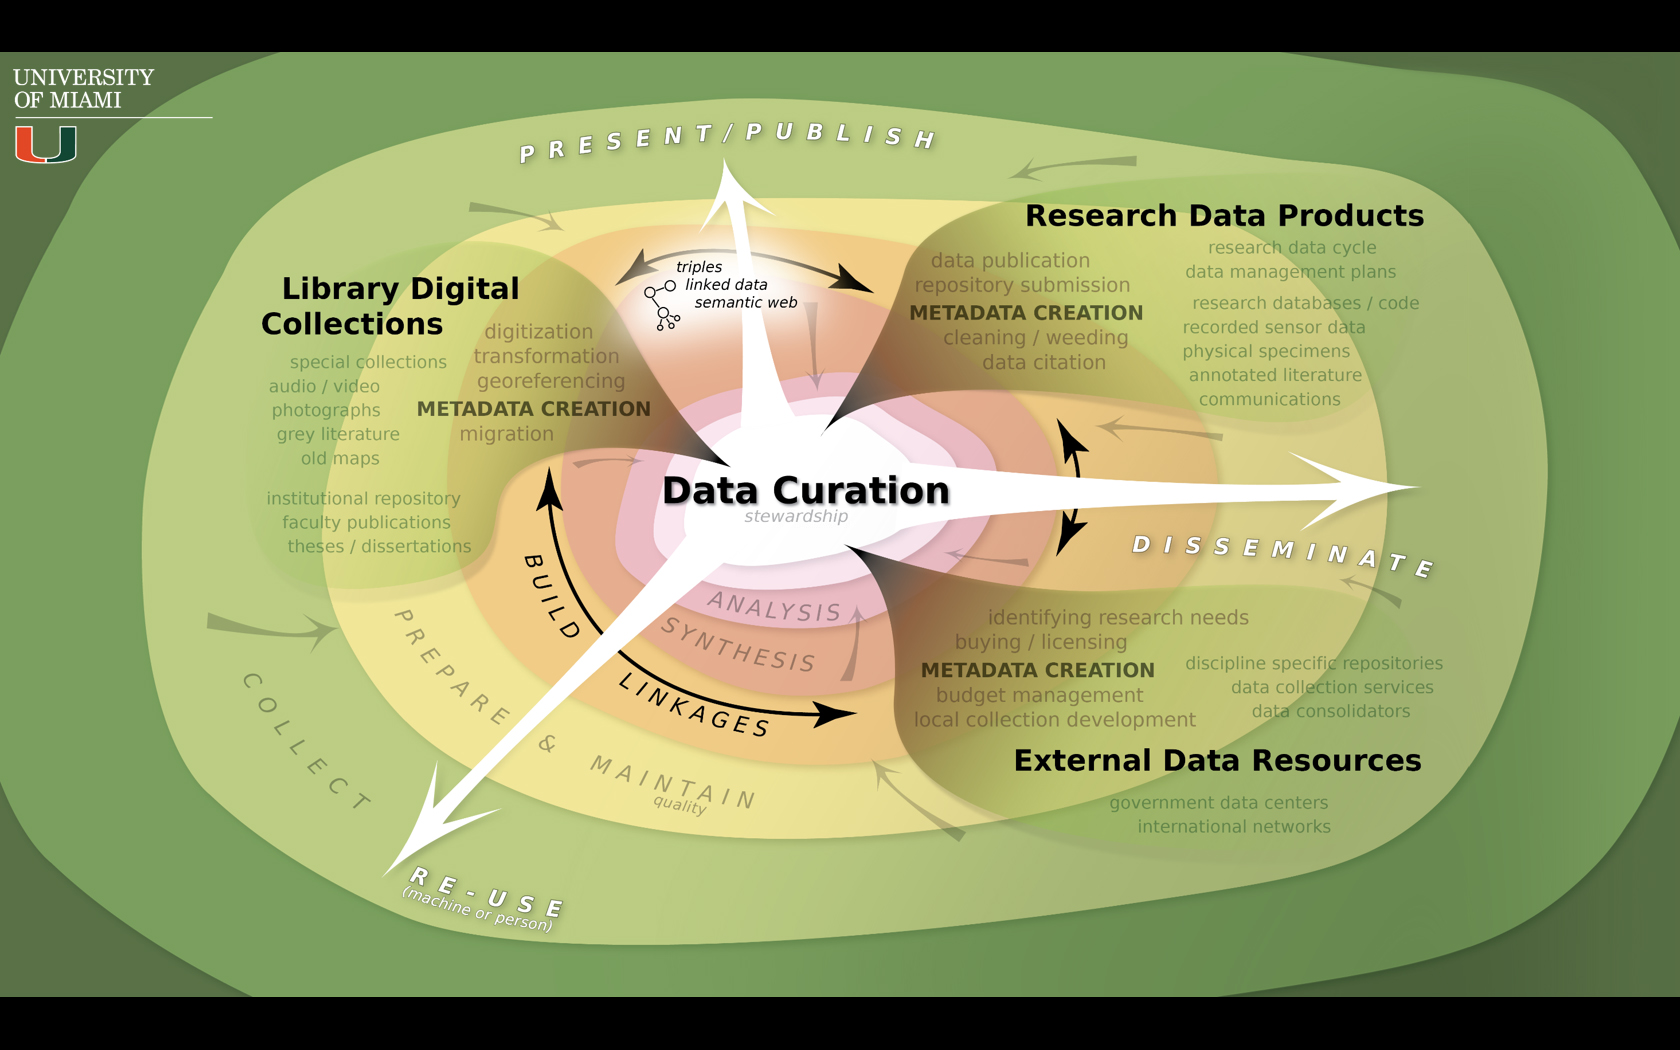 UNIVERSITY
OF MIAMI
PRESENT/PUBLISH
Library Digital
Collections
special collections
audio / video
photographs
grey literature
old maps
institutional repository
faculty publications
theses / dissertations
digitization
transformation
georeferencing
METADATA CREATION
migration
triples
linked data
semantic web
Research Data Products
data publication
repository submission
METADATA CREATION
cleaning / weeding
data citation
research data cycle
data management plans
research databases / code
recorded sensor data
physical specimens
annotated literature
communications
Data Curation
stewardship
DISSEMINATE
ANALYSIS
SYNTHESIS
BUILD
LINKAGES
PREPARE & MAINTAIN
quality
COLLECT
RE-USE
(machine or person)
identifying research needs
buying / licensing
METADATA CREATION
budget management
local collection development
discipline specific repositories
data collection services
data consolidators
External Data Resources
government data centers
international networks